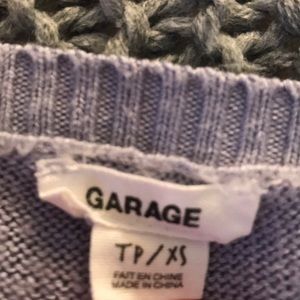 GARAGE
TP/XS
FAIT EN CHINE
MADE IN CHINA